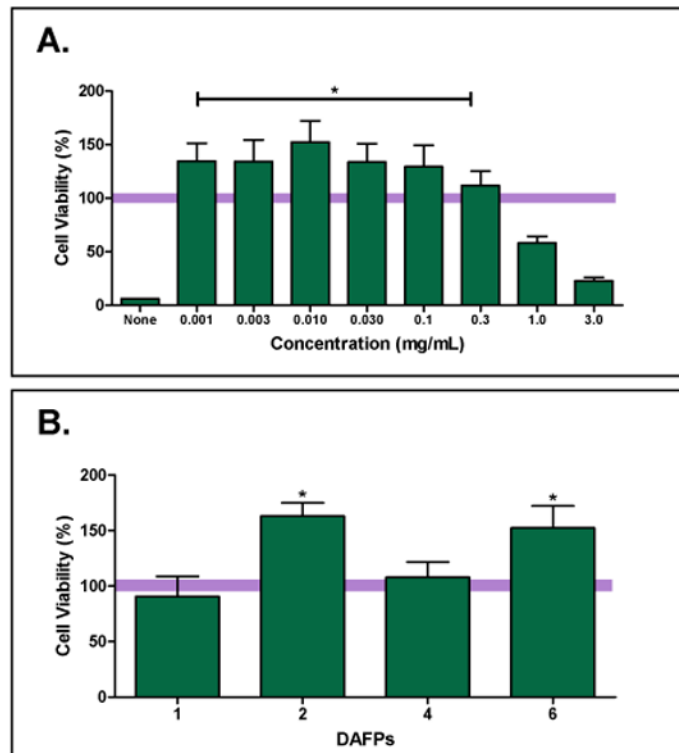 A.
*
200
150
100
50
0
Cell Viability (%)
None 0.001 0.003 0.010 0.030 0.1 0.3 1.0 3.0
Concentration (mg/mL)
B.
* *
200
150
100
50
0
Cell Viability (%)
1 2 4 6
DAFPs